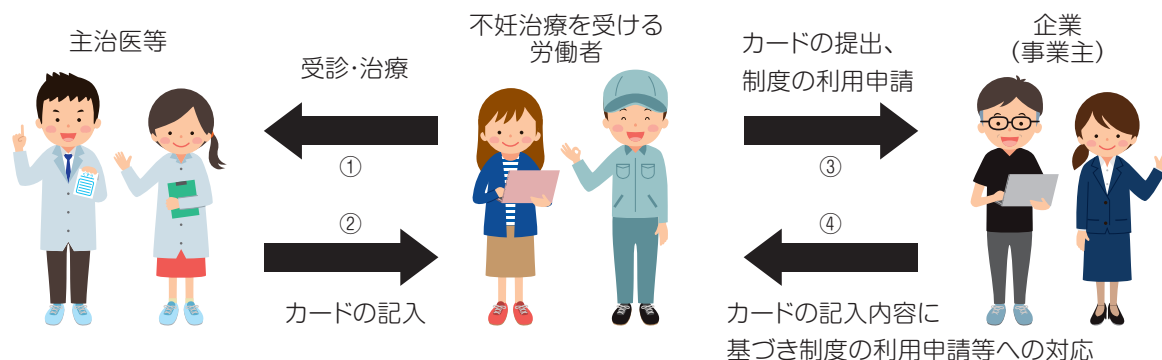 主治医等
受診・治療
①
②
カードの記入
不妊治療を受ける
労働者
カードの提出、
制度の利用申請
③
④
カードの記入内容に
基づき制度の利用申請等への対応
企業
(事業主)